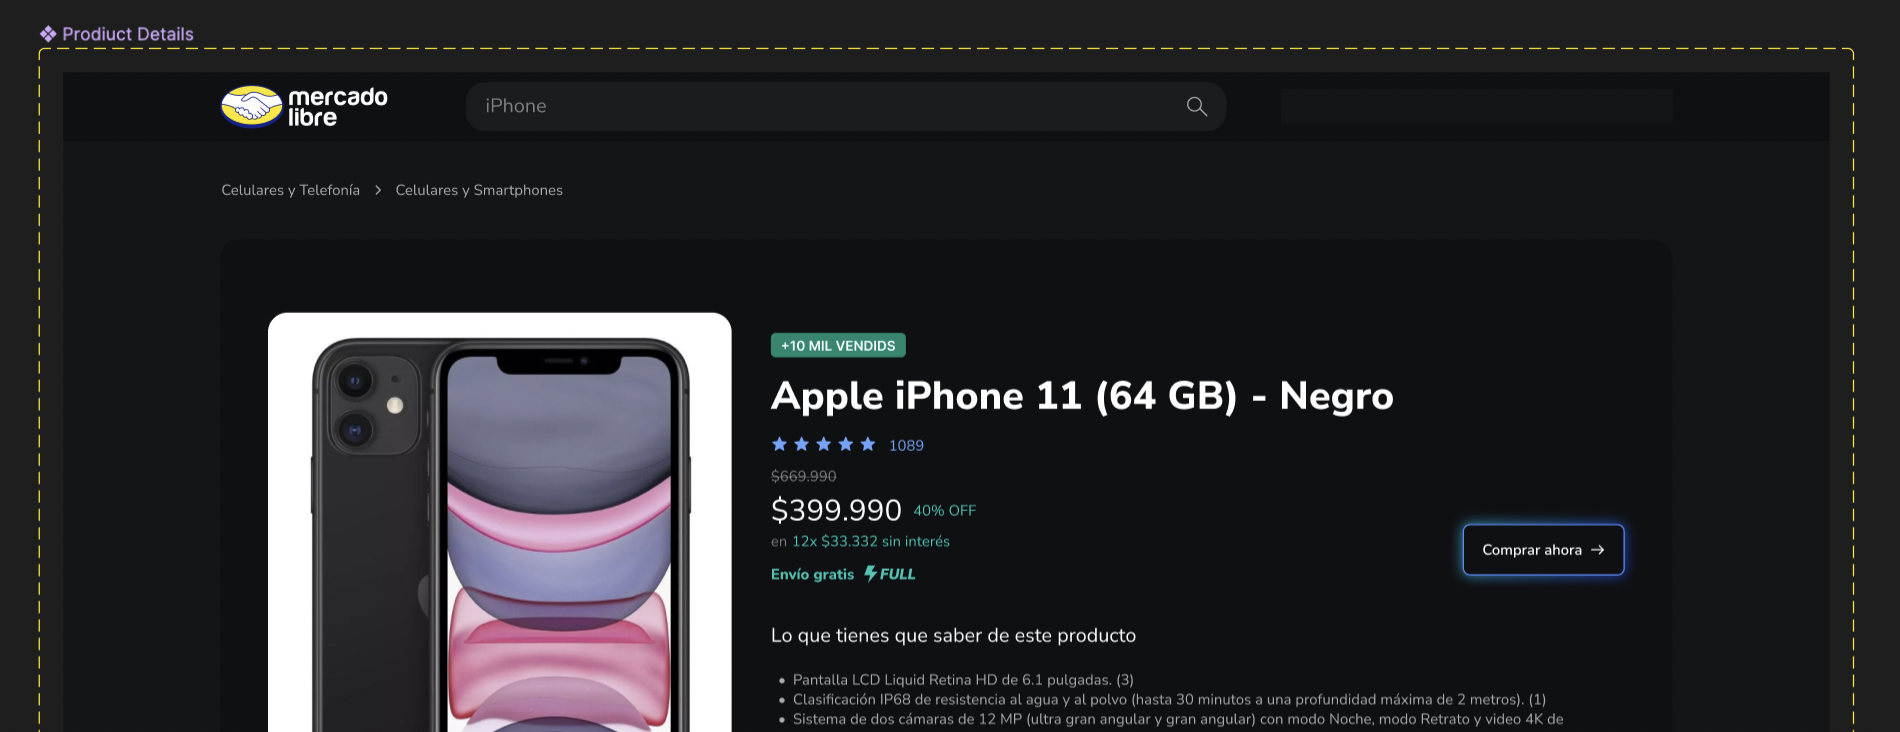 Prodiuct Details
mercado
libre
iPhone
Celulares y Telefonía > Celulares y Smartphones
+10 MIL VENDIDS
Apple iPhone 11 (64 GB) - Negro
1089
$669.990
$399.990 40% OFF
en 12x $33.332 sin interés
Envío gratis FULL
Comprar ahora →
Lo que tienes que saber de este producto
• Pantalla LCD Liquid Retina HD de 6.1 pulgadas. (3)
• Clasificación IP68 de resistencia al agua y al polvo (hasta 30 minutos a una profundidad máxima de 2 metros). (1)
• Sistema de dos cámaras de 12 MP (ultra gran angular y gran angular) con modo Noche, modo Retrato y video 4K de